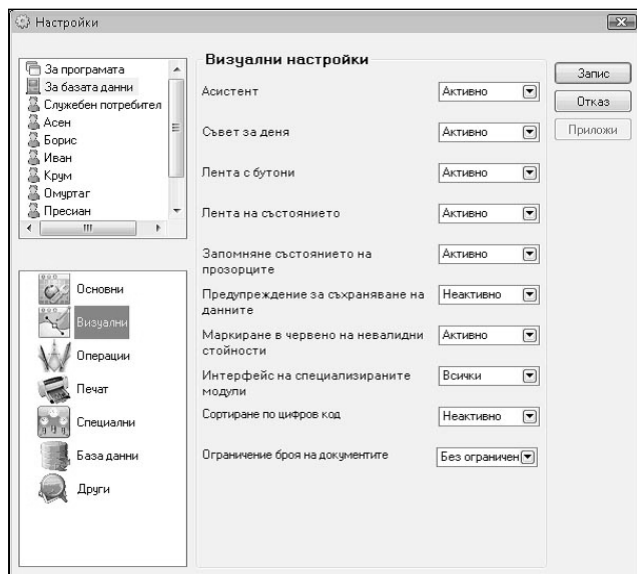 Настройки
За програмата
За базата данни
Служебен потребител
Асен
Борис
Иван
Крум
Омуртаг
Пресиан
Основни
Визуални
Операции
Печат
Специални
База данни
Други
Визуални настройки
Асистент Активно
Съвет за деня Активно
Лента с бутони Активно
Лента на състоянието Активно
Запомняне състоянието на
прозорците
Активно
Предупреждение за съхраняване на
данните
Неактивно
Маркиране в червено на невалидни
стойности
Активно
Интерфейс на специализираните
модули
Всички
Сортиране по цифров код Неактивно
Ограничение броя на документите Без ограничен
Запис
Отказ
Приложи